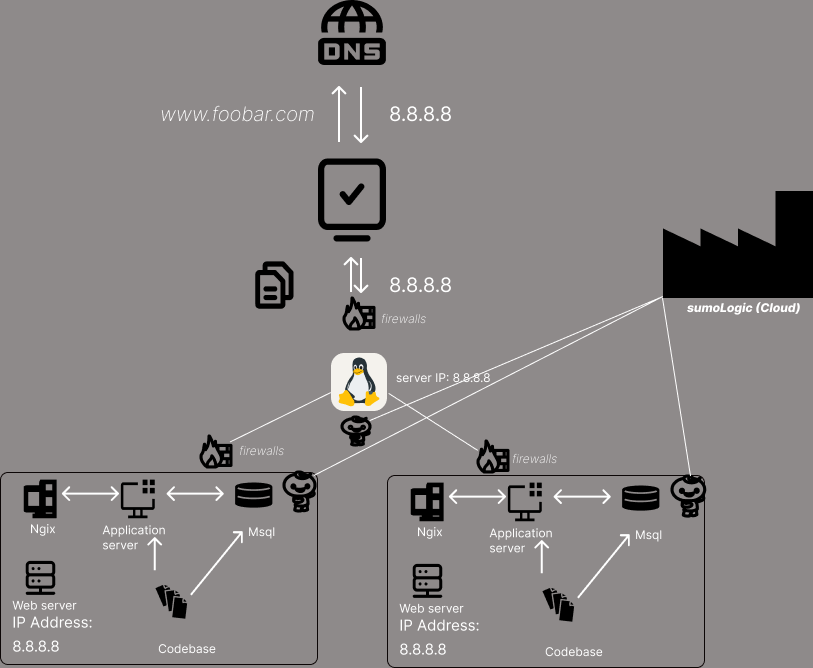 DNS
www.foobar.com
8.8.8.8
8.8.8.8
sumoLogic (Cloud)
firewalls
server IP: 8.8.8.8
firewalls
firewalls
Ngix
Application
server
Msql
Web server
IP Address:
8.8.8.8
Codebase
Ngix
Application
server
Msql
Web server
IP Address:
8.8.8.8
Codebase